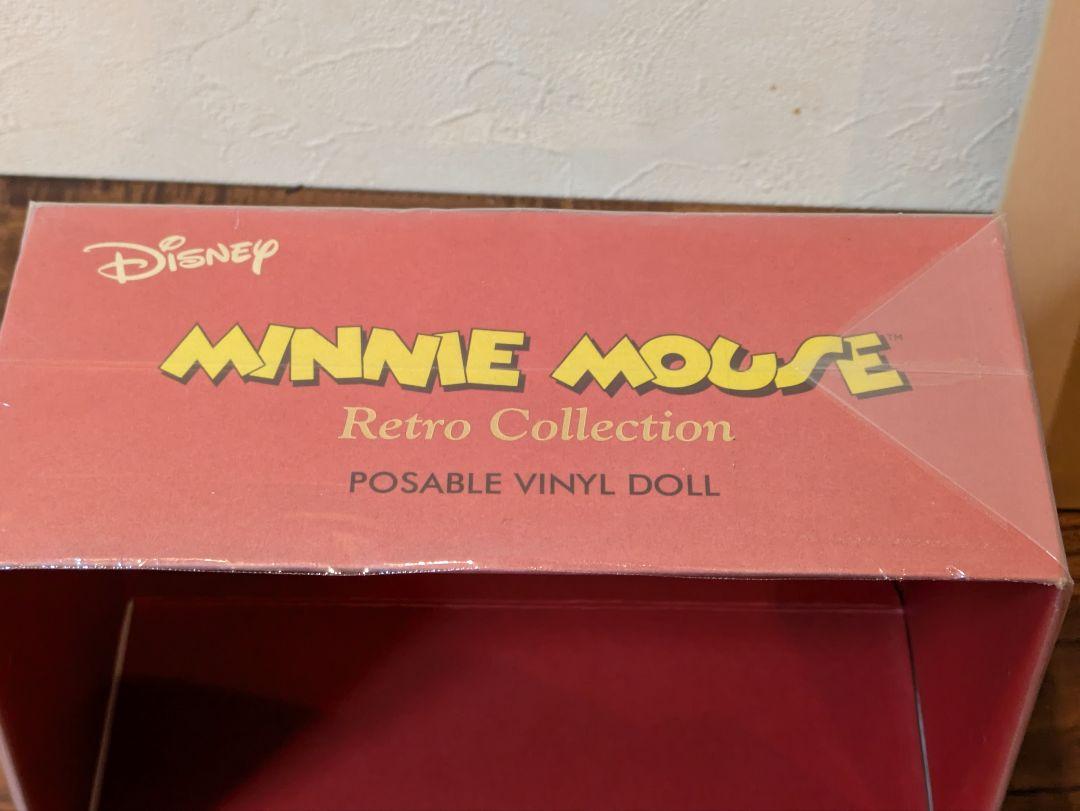 Disney
MINNIE MOUSE™
Retro Collection
POSABLE VINYL DOLL